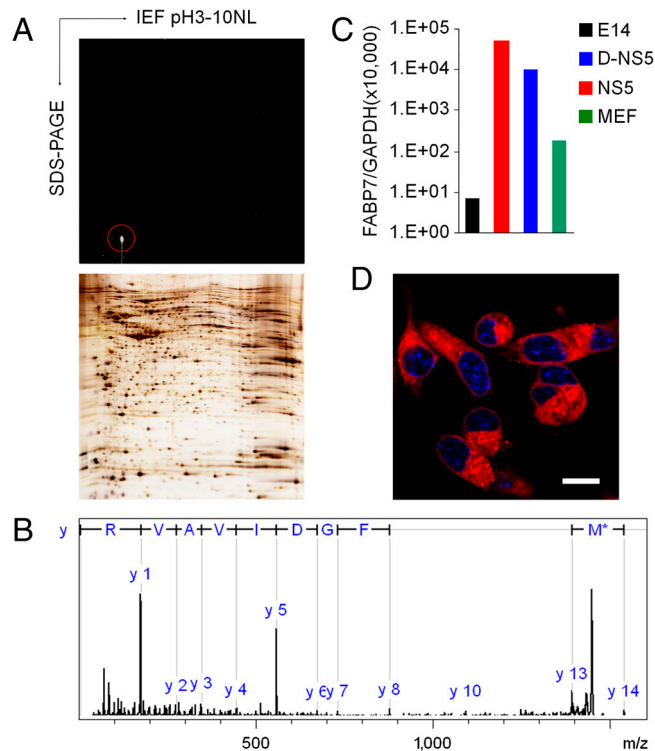 A
IEF pH3-10NL
SDS-PAGE
C
FABP7/GAPDH(x10,000)
1.E+05
1.E+04
1.E+03
1.E+02
1.E+01
1.E+00
E14
D-NS5
NS5
MEF
D
B
y R V A V I D G F M*
y 1
y 2
y 3
y 4
y 5
y 6
y 7
y 8
y 10
y 13
y 14
500
1,000
m/z